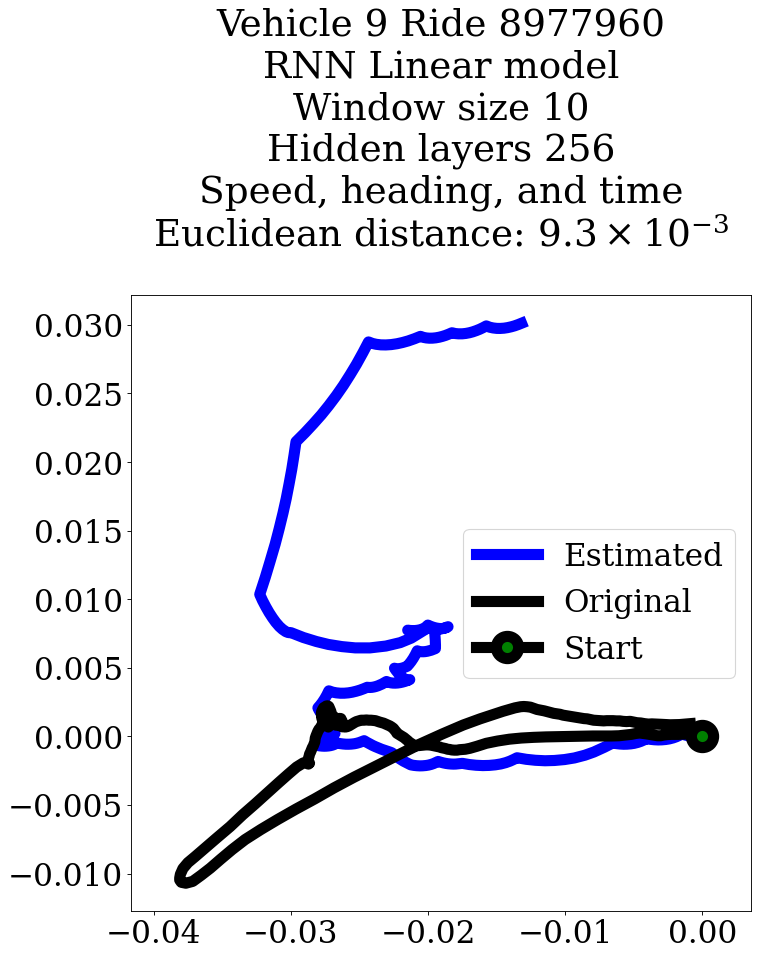 Vehicle 9 Ride 8977960
RNN Linear model
Window size 10
Hidden layers 256
Speed, heading, and time
Euclidean distance: 9.3 × 10⁻³
0.030
0.025
0.020
0.015
0.010
0.005
0.000
−0.005
−0.010
Estimated
Original
Start
−0.04 −0.03 −0.02 −0.01 0.00